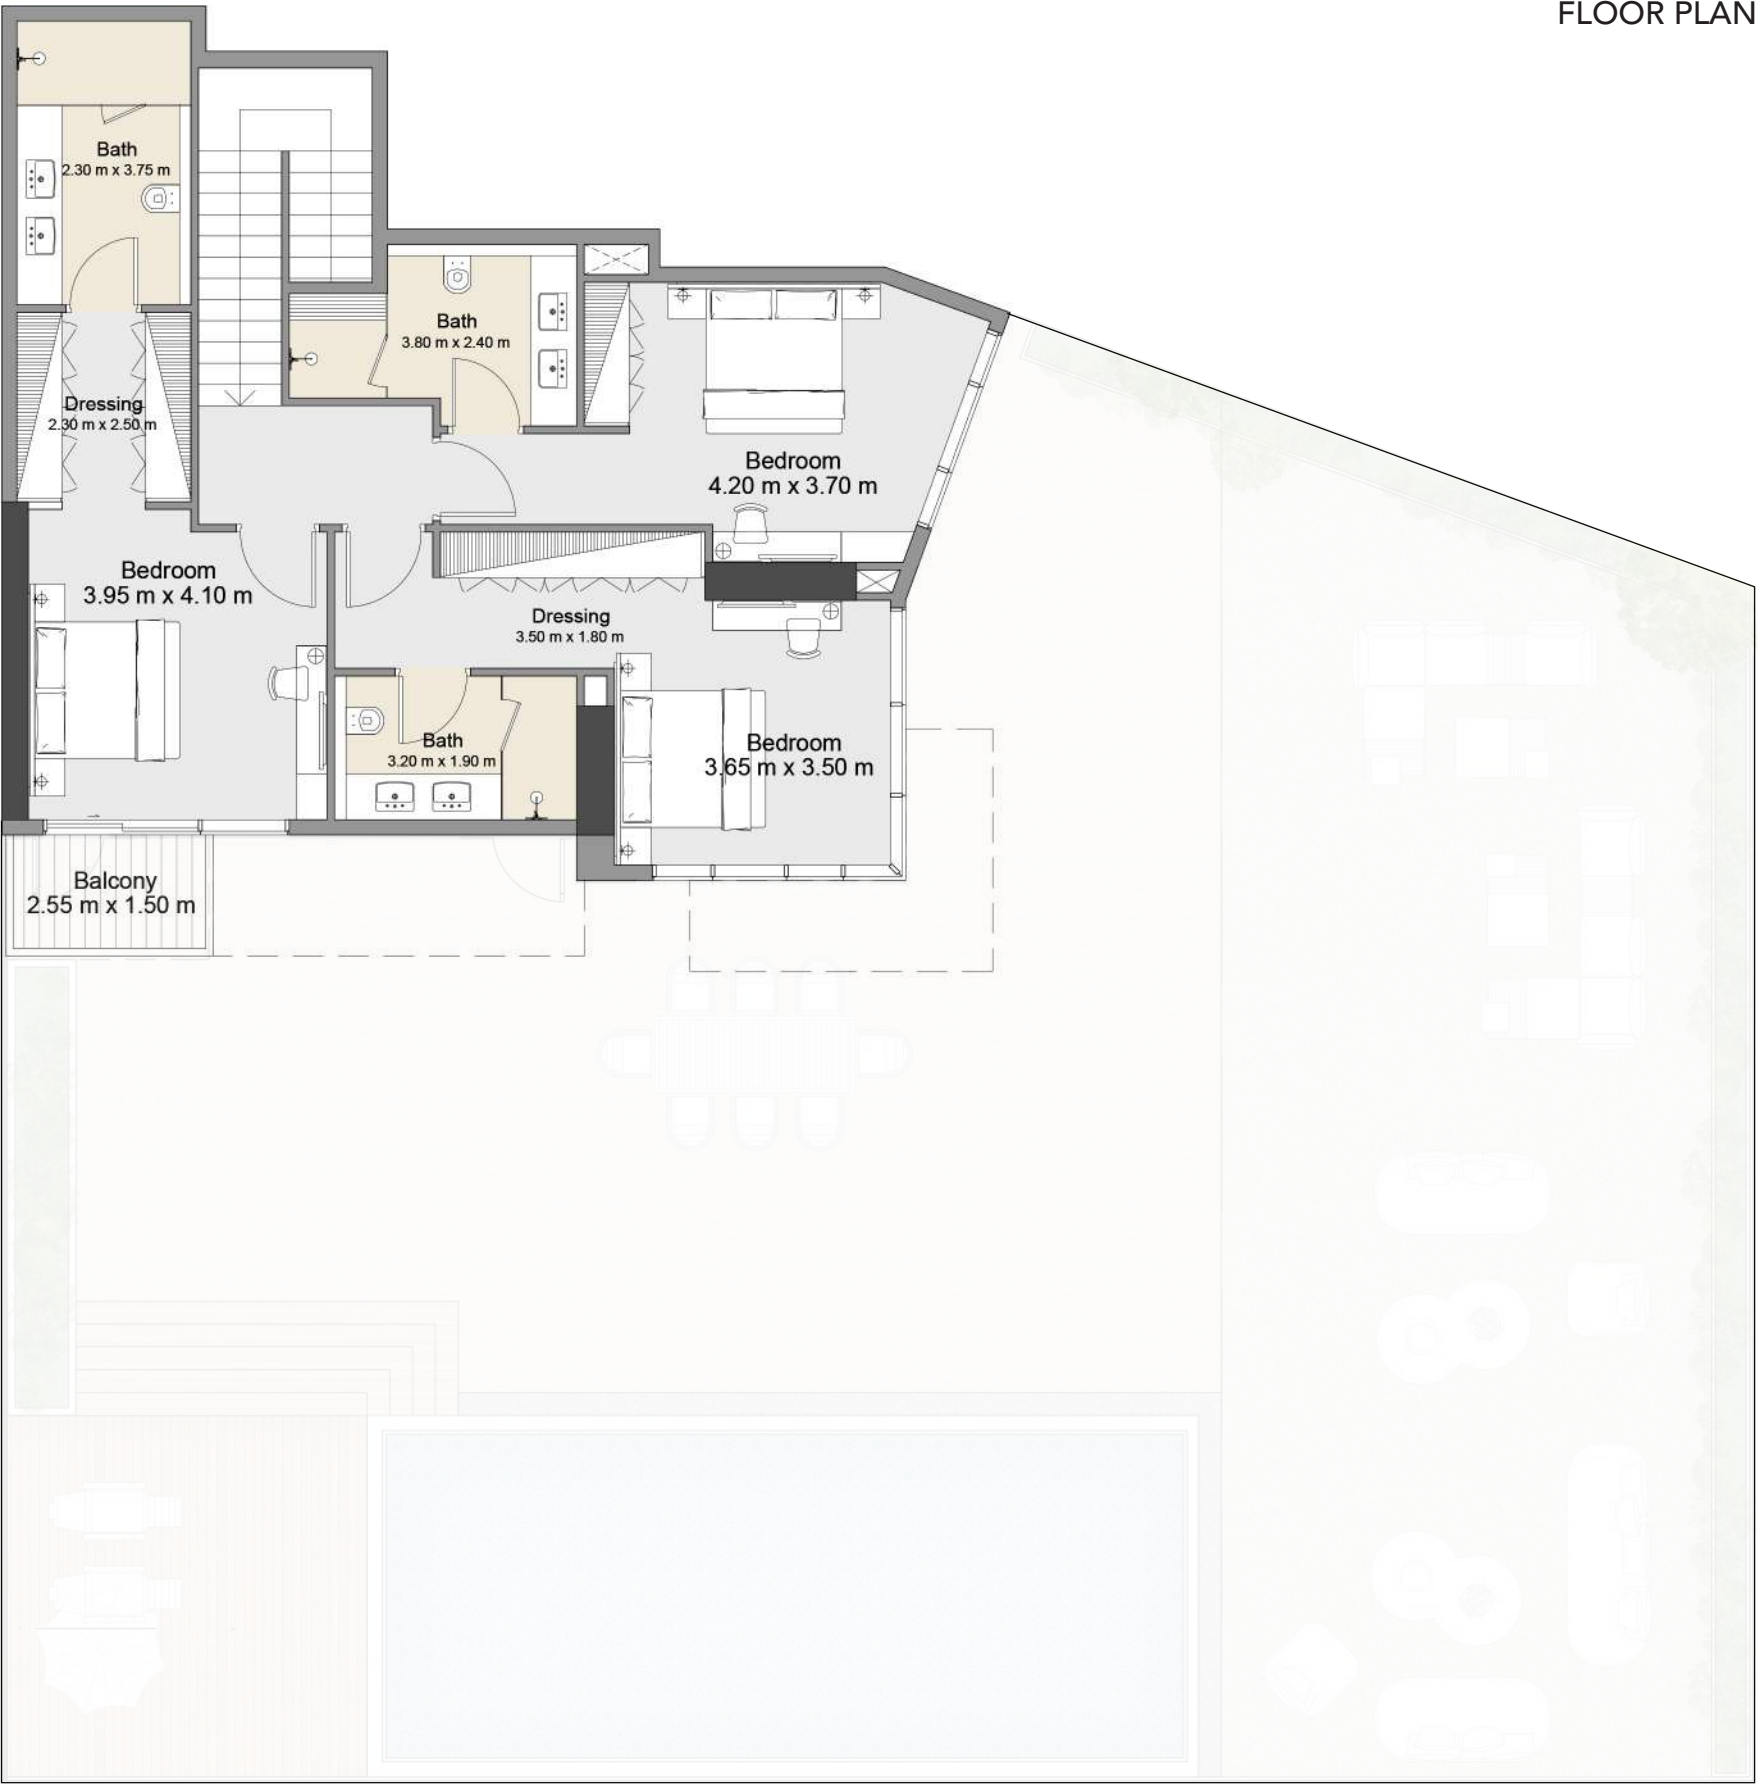 FLOOR PLAN
Bath
2.30 m x 3.75 m
Bath
3.80 m x 2.40 m
Dressing
2.30 m x 2.50 m
Bedroom
4.20 m x 3.70 m
Bedroom
3.95 m x 4.10 m
Dressing
3.50 m x 1.80 m
Bath
3.20 m x 1.90 m
Bedroom
3.65 m x 3.50 m
Balcony
2.55 m x 1.50 m